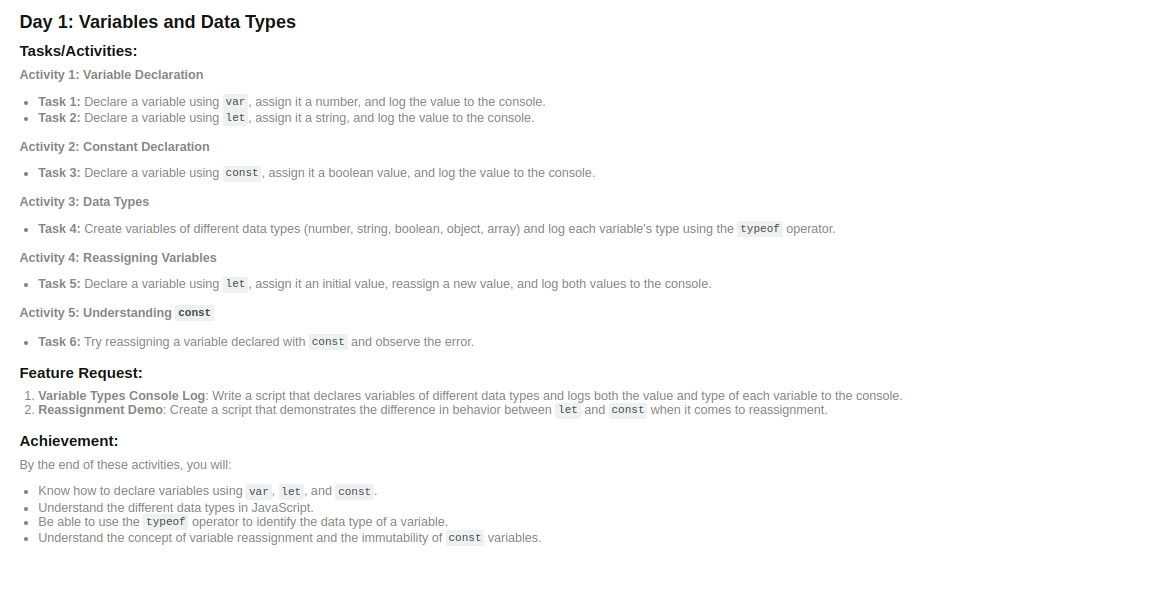 Day 1: Variables and Data Types
Tasks/Activities:
Activity 1: Variable Declaration
• Task 1: Declare a variable using var, assign it a number, and log the value to the console.
• Task 2: Declare a variable using let, assign it a string, and log the value to the console.
Activity 2: Constant Declaration
• Task 3: Declare a variable using const, assign it a boolean value, and log the value to the console.
Activity 3: Data Types
• Task 4: Create variables of different data types (number, string, boolean, object, array) and log each variable's type using the typeof operator.
Activity 4: Reassigning Variables
• Task 5: Declare a variable using let, assign it an initial value, reassign a new value, and log both values to the console.
Activity 5: Understanding const
• Task 6: Try reassigning a variable declared with const and observe the error.
Feature Request:
1. Variable Types Console Log: Write a script that declares variables of different data types and logs both the value and type of each variable to the console.
2. Reassignment Demo: Create a script that demonstrates the difference in behavior between let and const when it comes to reassignment.
Achievement:
By the end of these activities, you will:
• Know how to declare variables using var, let, and const.
• Understand the different data types in JavaScript.
• Be able to use the typeof operator to identify the data type of a variable.
• Understand the concept of variable reassignment and the immutability of const variables.